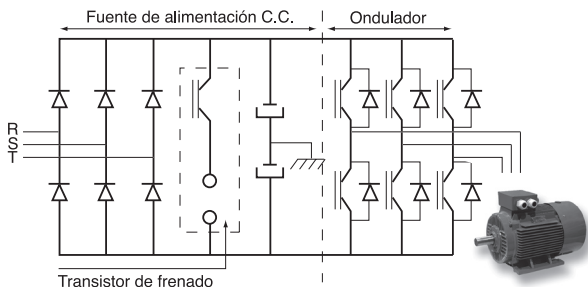 Fuente de alimentación C.C.
Ondulador
R
S
T
Transistor de frenado